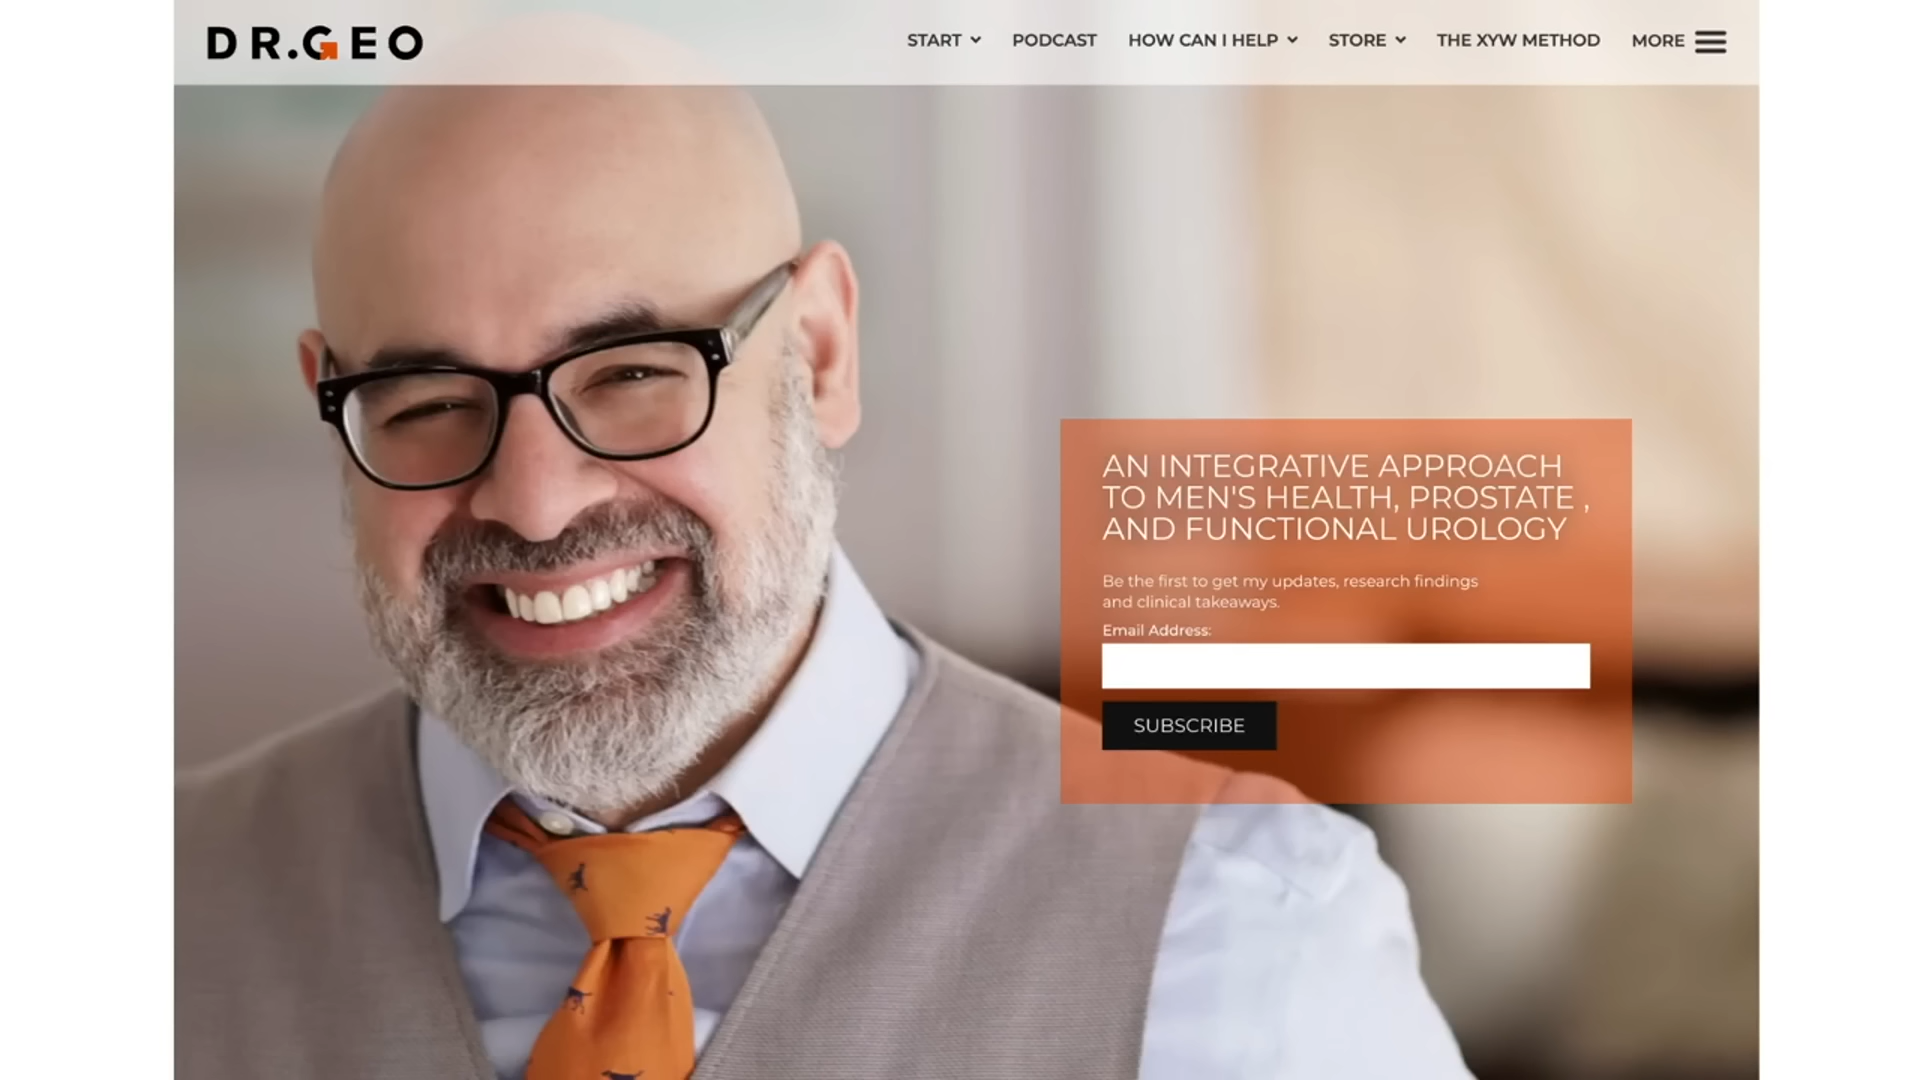 DR.GEO
START
PODCAST
HOW CAN I HELP
STORE
THE XYW METHOD
MORE
AN INTEGRATIVE APPROACH
TO MEN'S HEALTH, PROSTATE ,
AND FUNCTIONAL UROLOGY
Be the first to get my updates, research findings
and clinical takeaways.
Email Address:
SUBSCRIBE